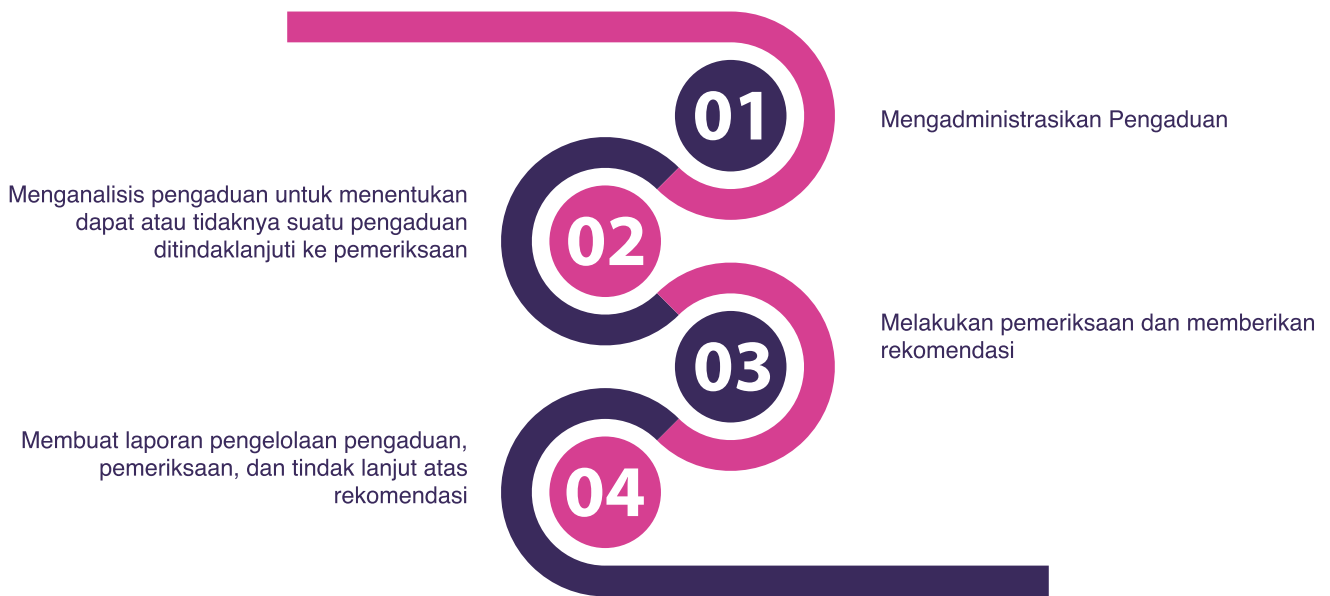 01
Mengadministrasikan Pengaduan
Menganalisis pengaduan untuk menentukan
dapat atau tidaknya suatu pengaduan
ditindaklanjuti ke pemeriksaan
02
03
Melakukan pemeriksaan dan memberikan
rekomendasi
Membuat laporan pengelolaan pengaduan,
pemeriksaan, dan tindak lanjut atas
rekomendasi
04